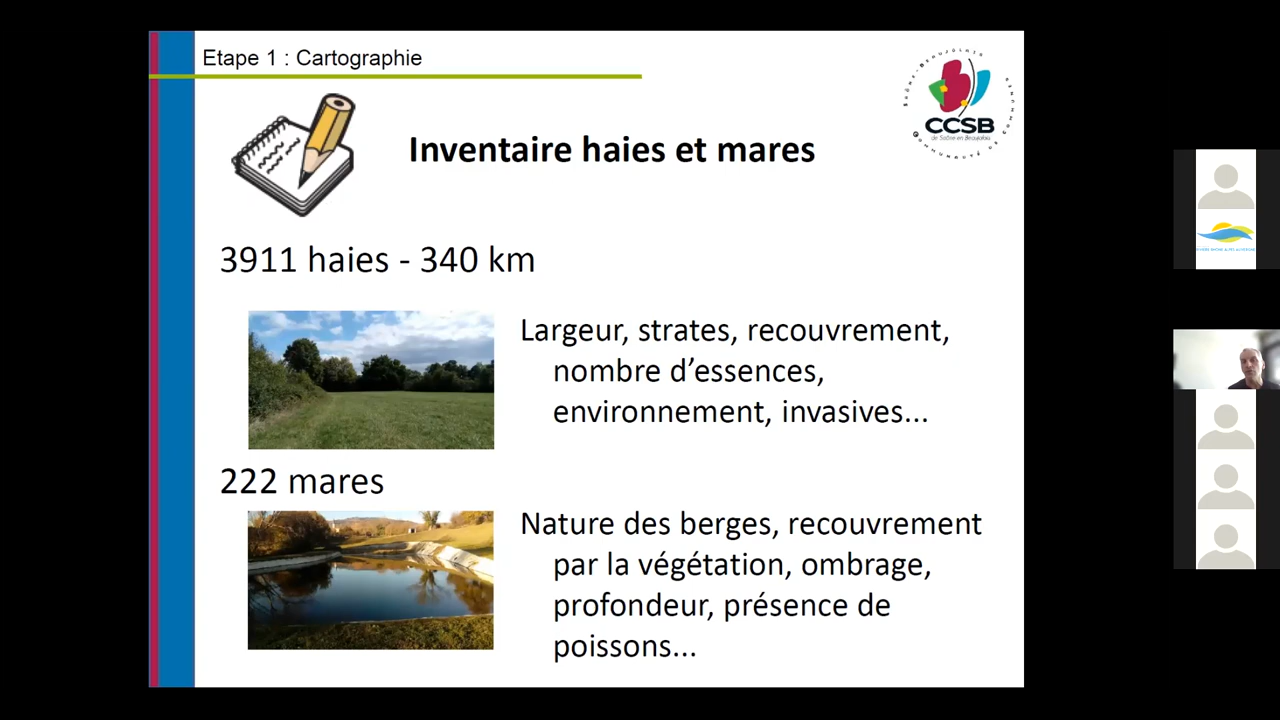 Etape 1 : Cartographie
Inventaire haies et mares
CCSB
3911 haies - 340 km
Largeur, strates, recouvrement,
nombre d’essences,
environnement, invasives...
222 mares
Nature des berges, recouvrement
par la végétation, ombrage,
profondeur, présence de
poissons...